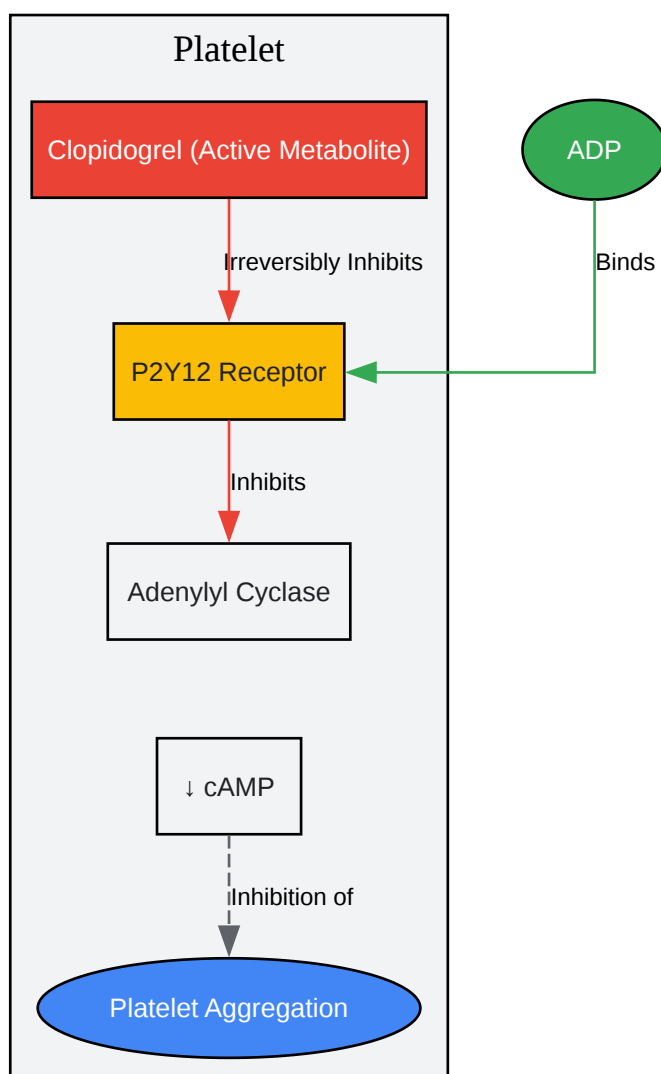 Platelet
Clopidogrel (Active Metabolite)
ADP
Irreversibly Inhibits
Binds
P2Y12 Receptor
Inhibits
Adenylyl Cyclase
↓ cAMP
Inhibition of
Platelet Aggregation